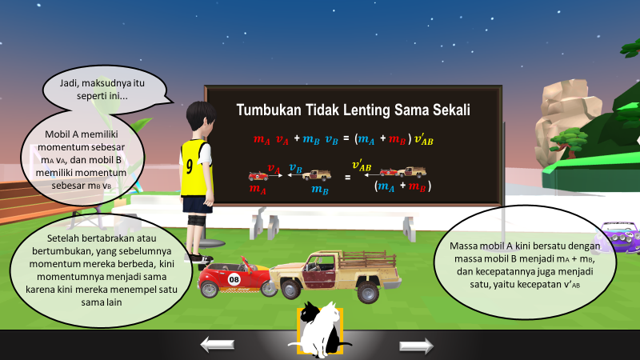 Jadi, maksudnya itu
seperti ini...
Mobil A memiliki
momentum sebesar
mA vA, dan mobil B
memiliki momentum
sebesar mB vB
Setelah bertabrakan atau
bertumbukan, yang sebelumnya
momentum mereka berbeda, kini
momentumnya menjadi sama
karena kini mereka menempel satu
sama lain
9
Tumbukan Tidak Lenting Sama Sekali
mA vA + mB vB = (mA + mB) v'AB
vA vB v'AB
=
mA mB (mA + mB)
08
Massa mobil A kini bersatu dengan
massa mobil B menjadi mA + mB,
dan kecepatannya juga menjadi
satu, yaitu kecepatan v'AB